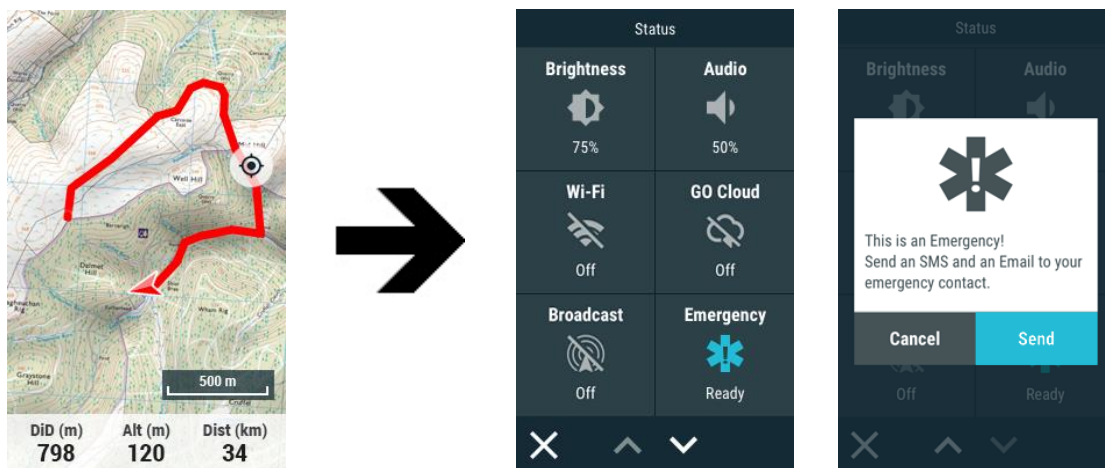 Well Hill
500 m
DiD (m) Alt (m) Dist (km)
798 120 34
Status
Brightness Audio
75% 50%
Wi-Fi GO Cloud
Off Off
Broadcast Emergency
Off Ready
Status
Brightness Audio
This is an Emergency!
Send an SMS and an Email to your
emergency contact.
Cancel Send
Off Ready